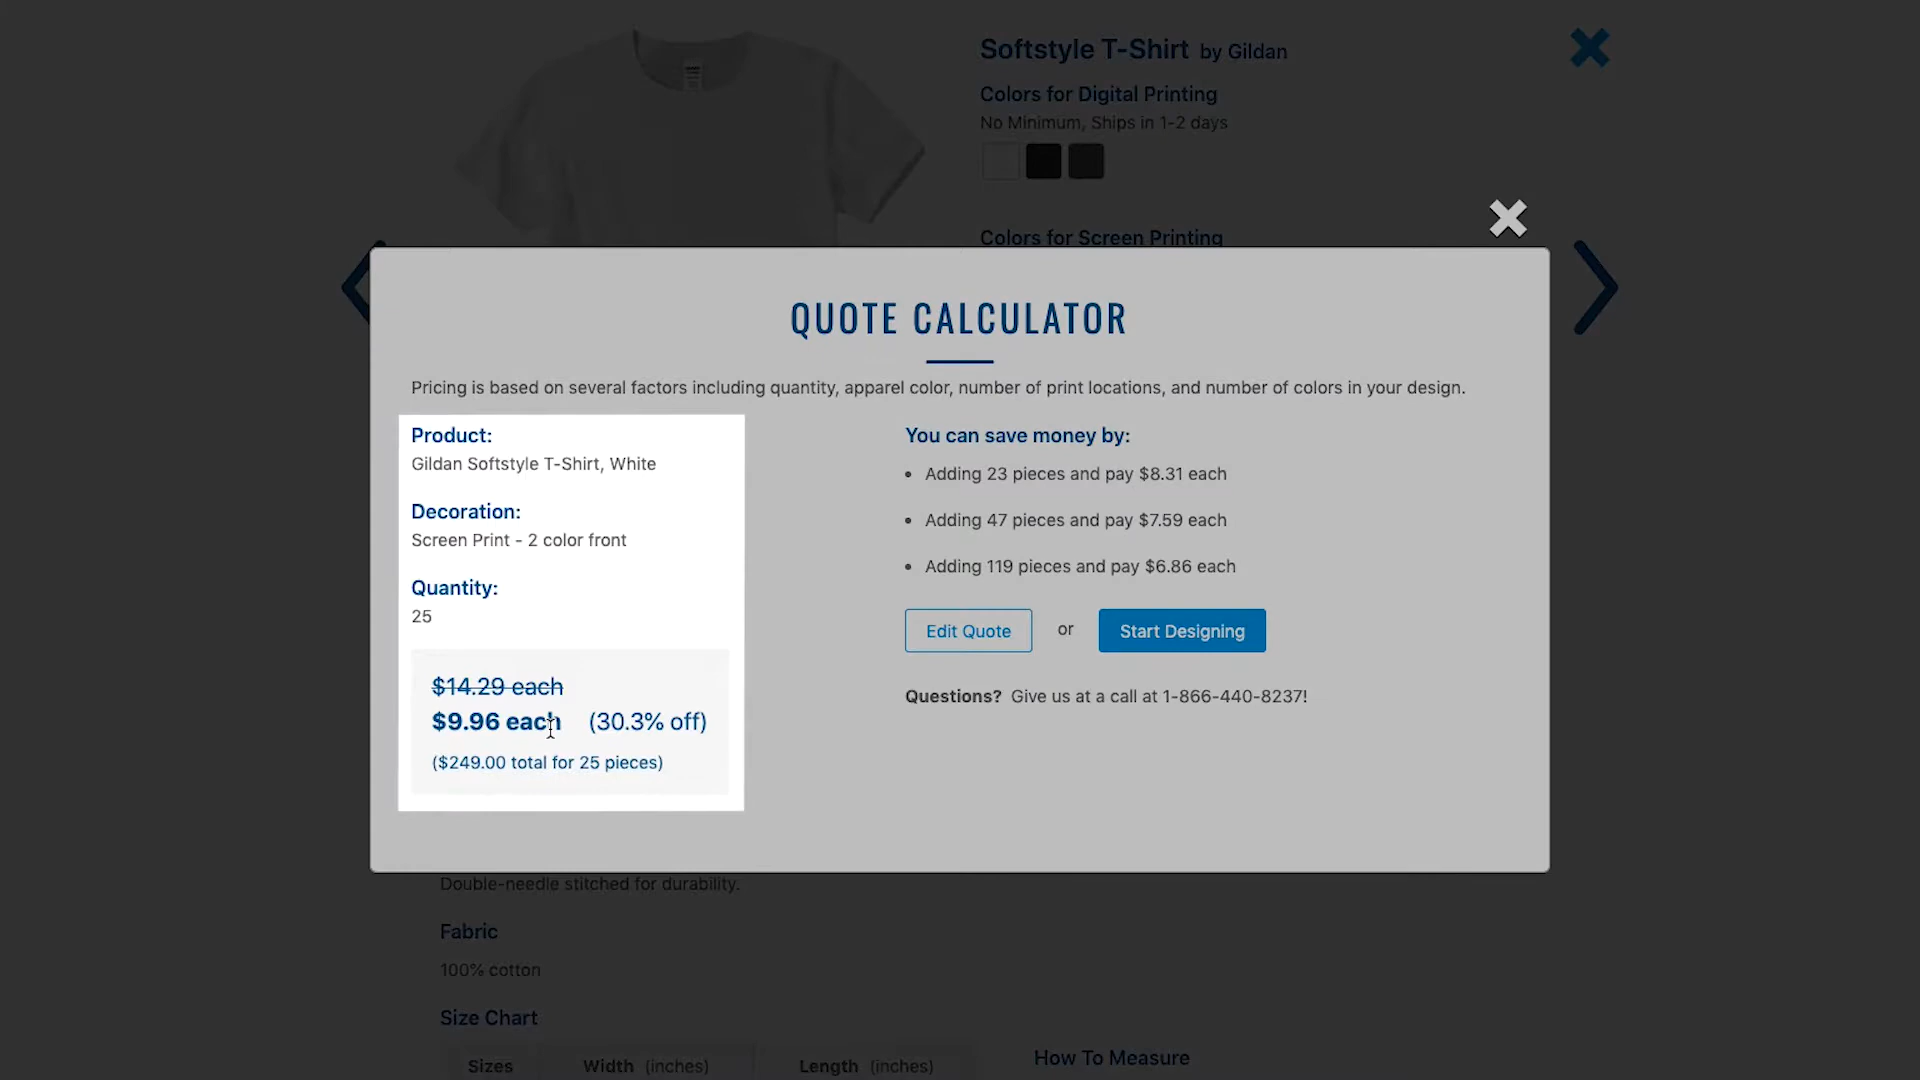 Softstyle T-Shirt by Gildan
Colors for Digital Printing
No Minimum, Ships in 1-2 days
Colors for Screen Printing
QUOTE CALCULATOR
Pricing is based on several factors including quantity, apparel color, number of print locations, and number of colors in your design.
Product:
Gildan Softstyle T-Shirt, White
Decoration:
Screen Print - 2 color front
Quantity:
25
$14.29 each
$9.96 each (30.3% off)
($249.00 total for 25 pieces)
You can save money by:
• Adding 23 pieces and pay $8.31 each
• Adding 47 pieces and pay $7.59 each
• Adding 119 pieces and pay $6.86 each
Edit Quote or Start Designing
Questions? Give us at a call at 1-866-440-8237!
Double-needle stitched for durability.
Fabric
100% cotton
Size Chart
Sizes Width (inches) Length (inches)
How To Measure